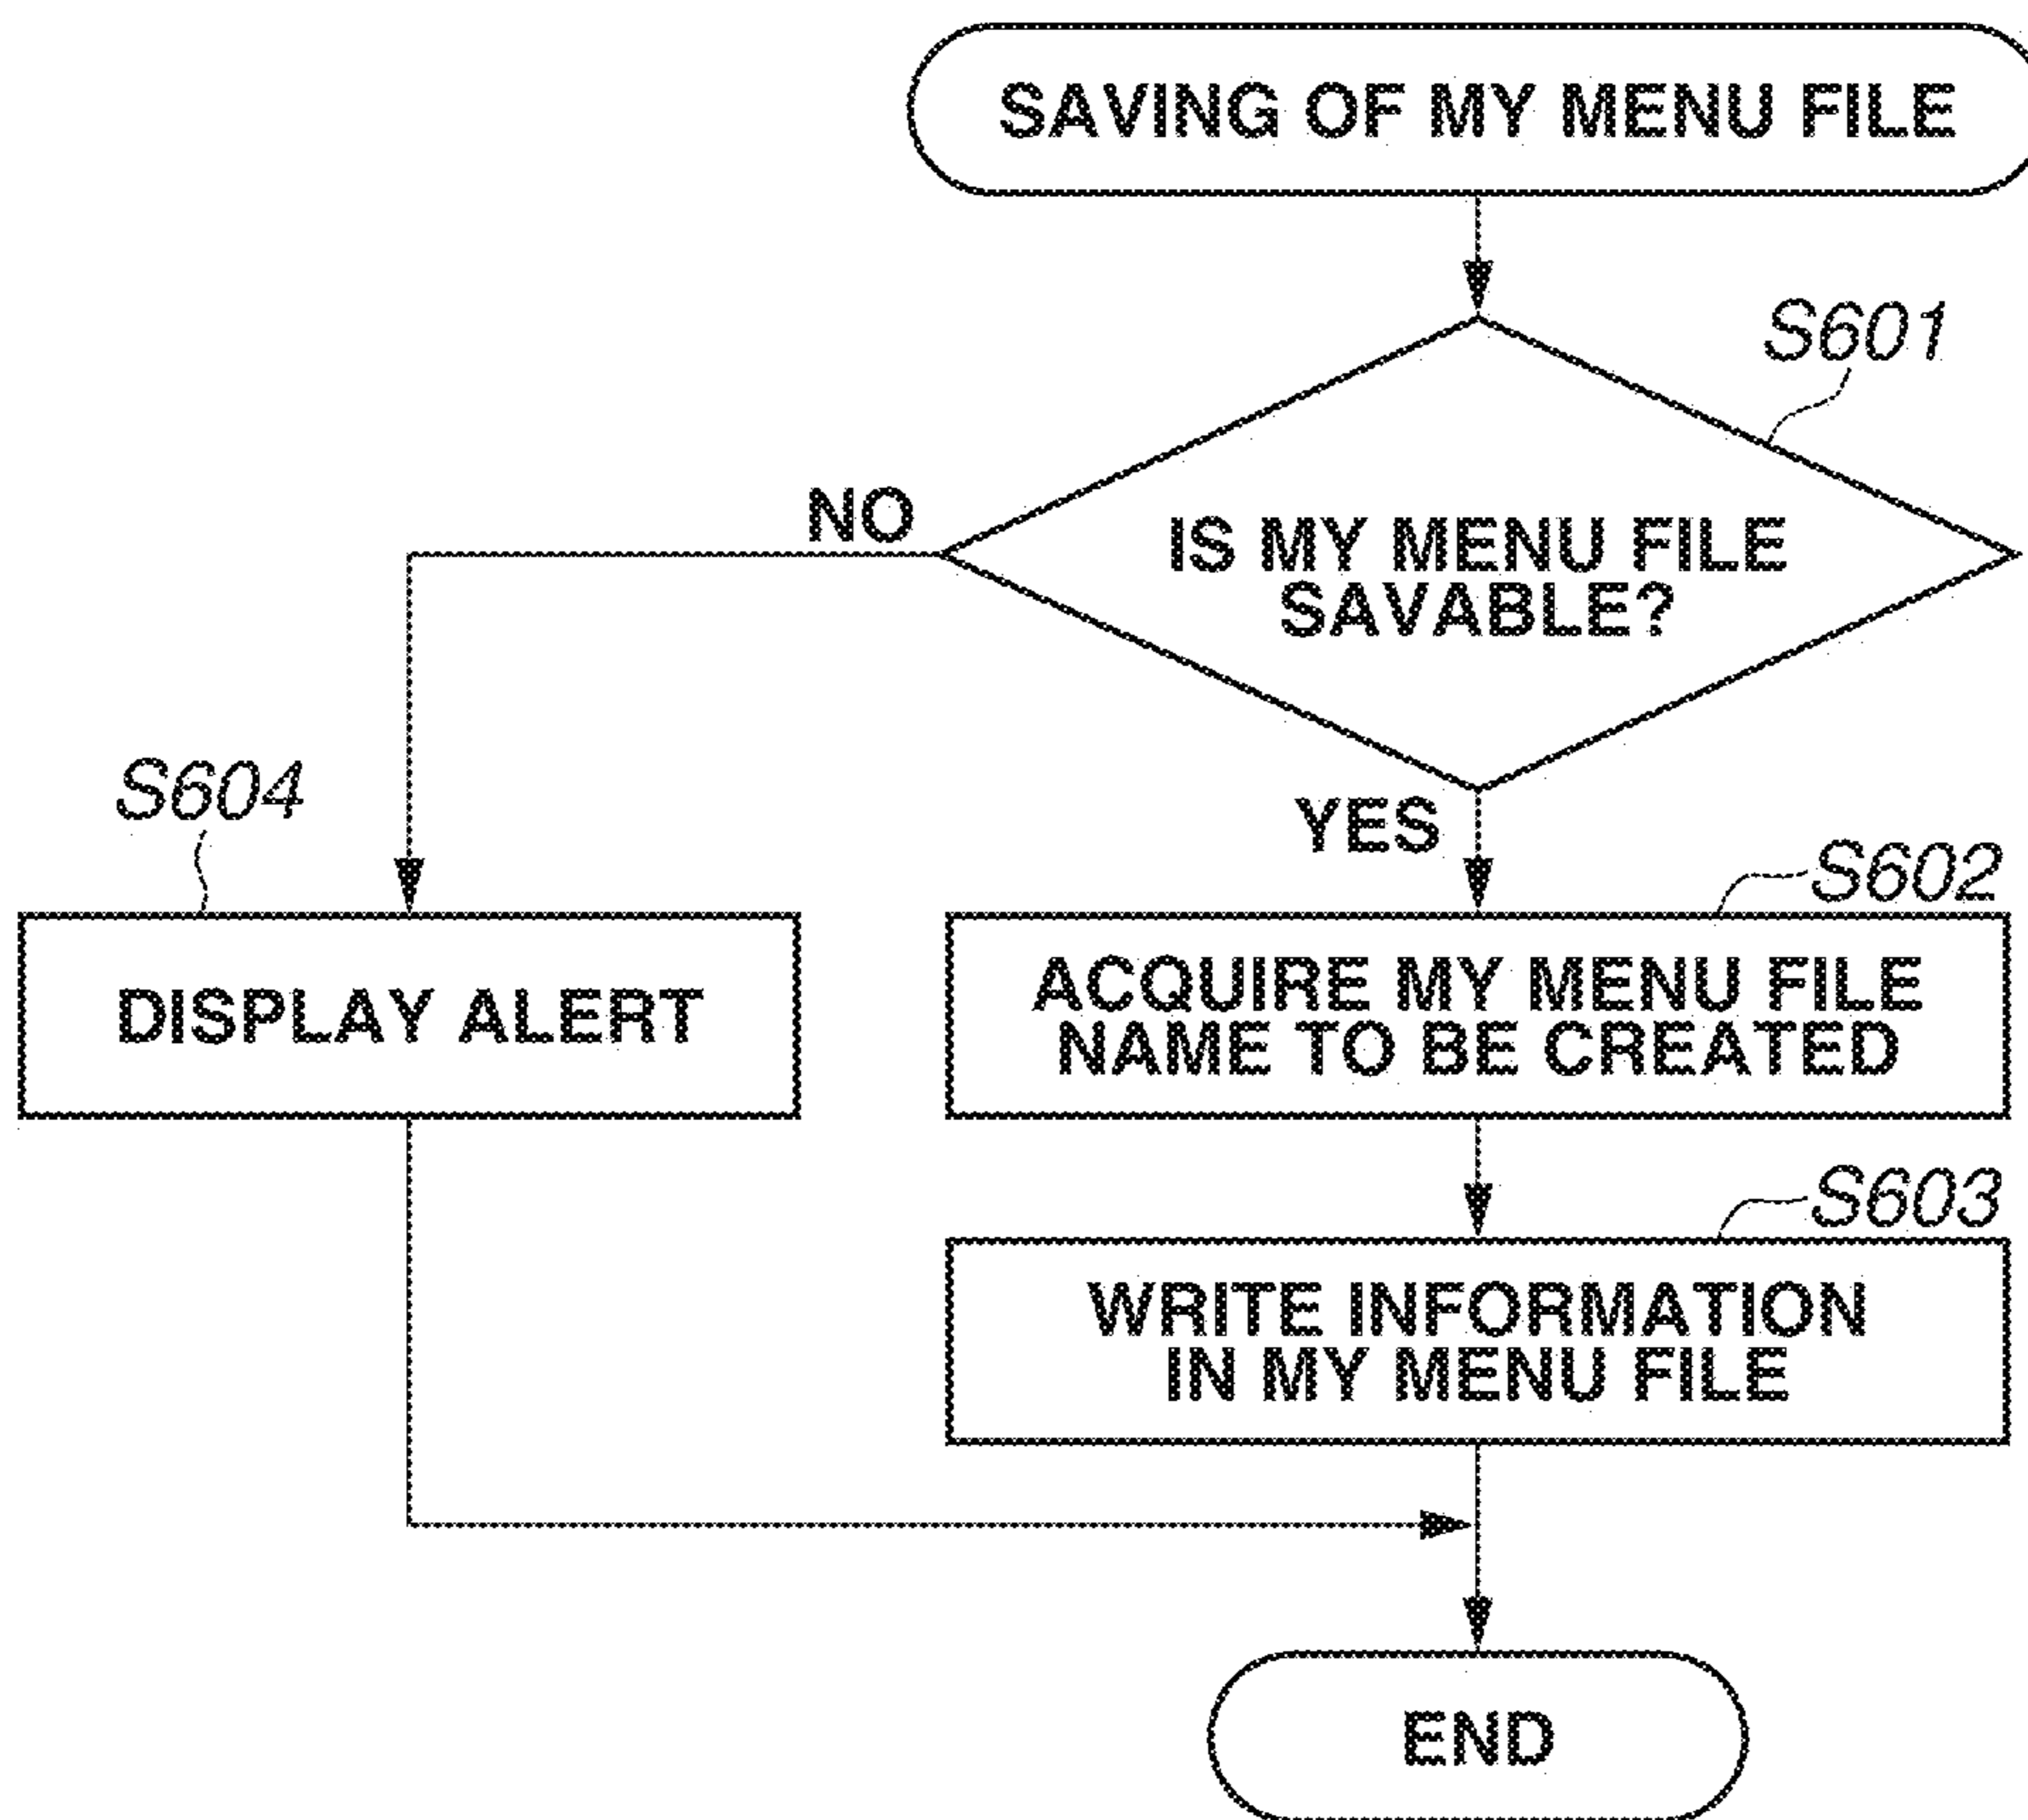 SAVING OF MY MENU FILE
S601
NO
IS MY MENU FILE
SAVABLE?
YES
S604
S602
DISPLAY ALERT
ACQUIRE MY MENU FILE
NAME TO BE CREATED
S603
WRITE INFORMATION
IN MY MENU FILE
END